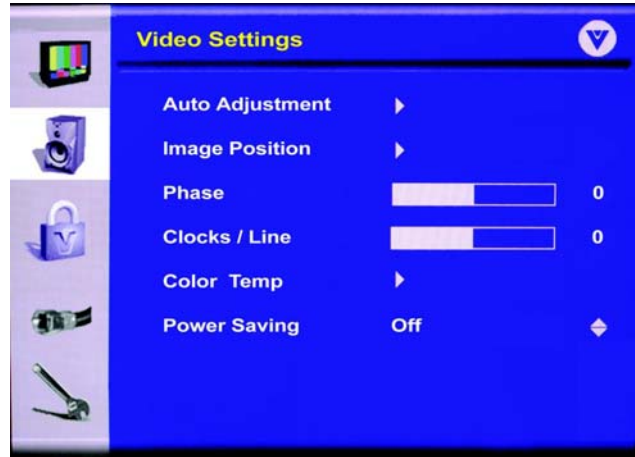 Video Settings
V
Auto Adjustment
Image Position
Phase 0
Clocks / Line 0
Color Temp
Power Saving Off